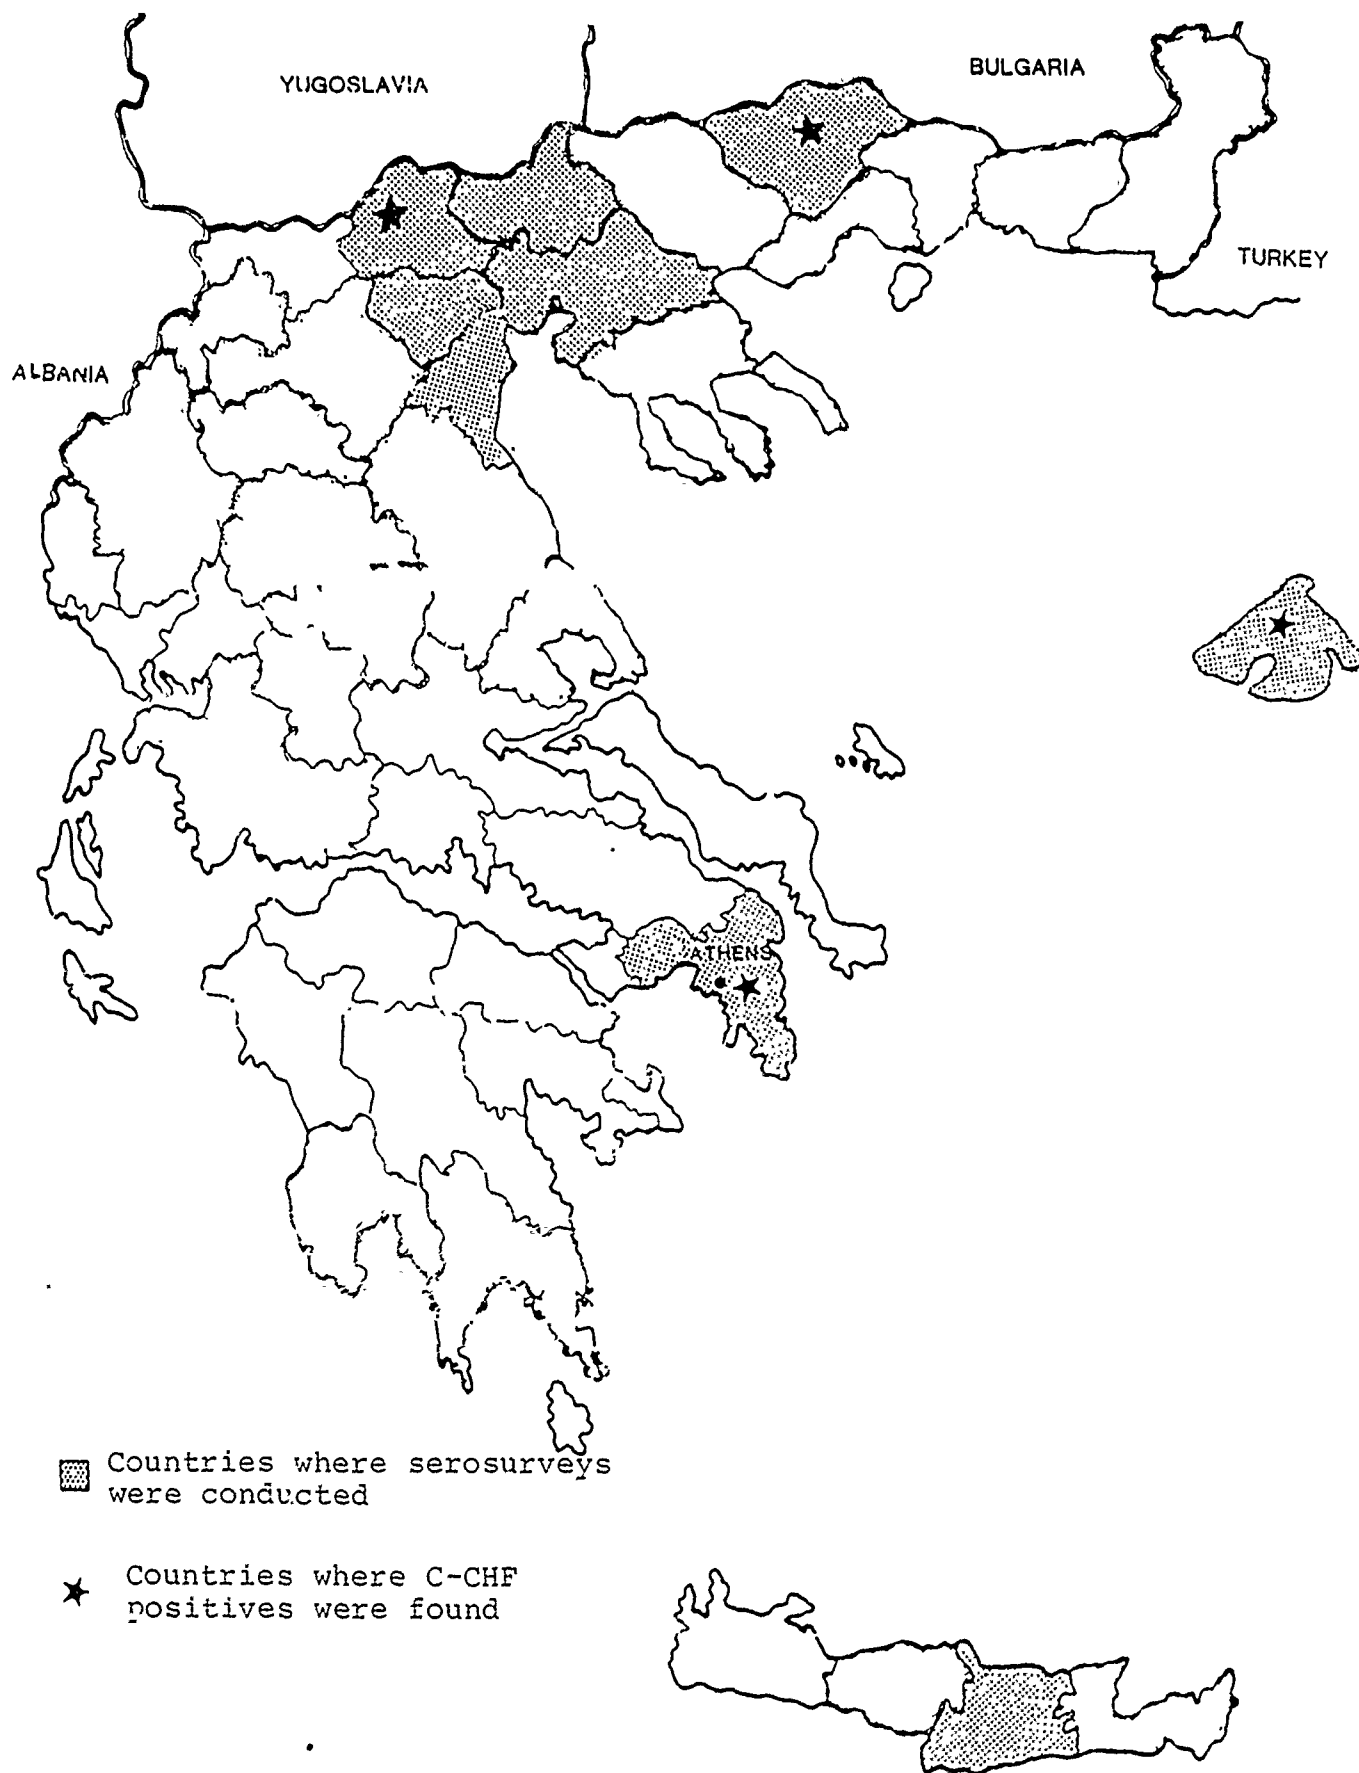 YUGOSLAVIA
BULGARIA
TURKEY
ALBANIA
ATHENS
Countries where serosurveys
were conducted
Countries where C-CHF
positives were found